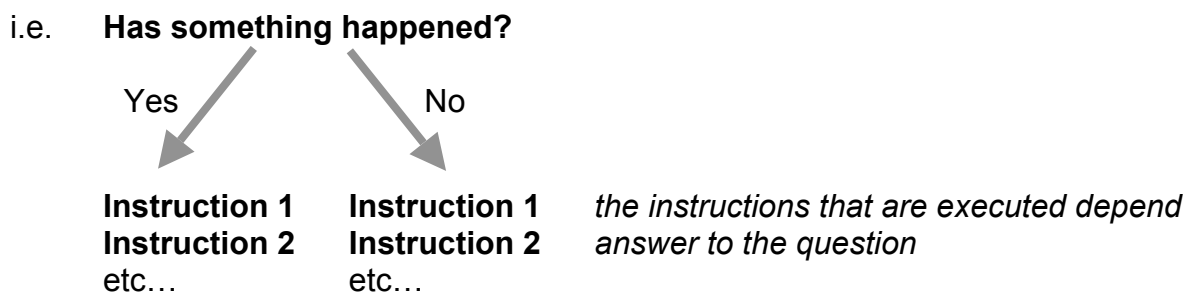 i.e. Has something happened?
Yes No
Instruction 1 Instruction 1 the instructions that are executed depend
Instruction 2 Instruction 2 answer to the question
etc… etc…